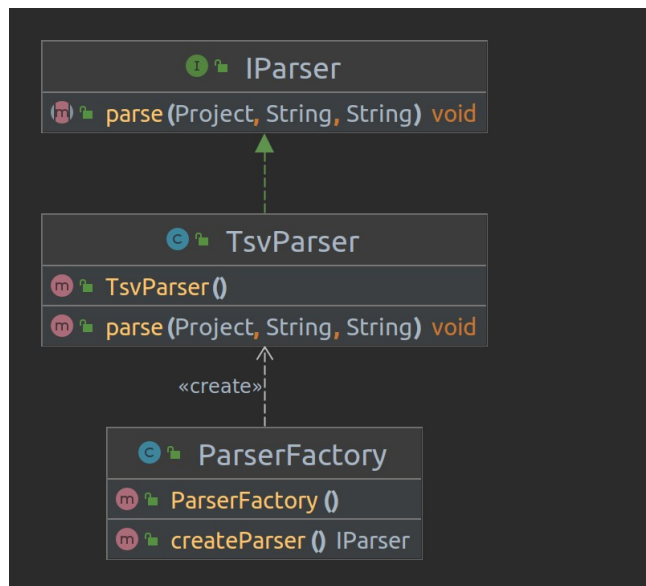 I IParser
m parse(Project, String, String) void
C TsvParser
m TsvParser()
m parse(Project, String, String) void
«create»
C ParserFactory
m ParserFactory()
m createParser() IParser